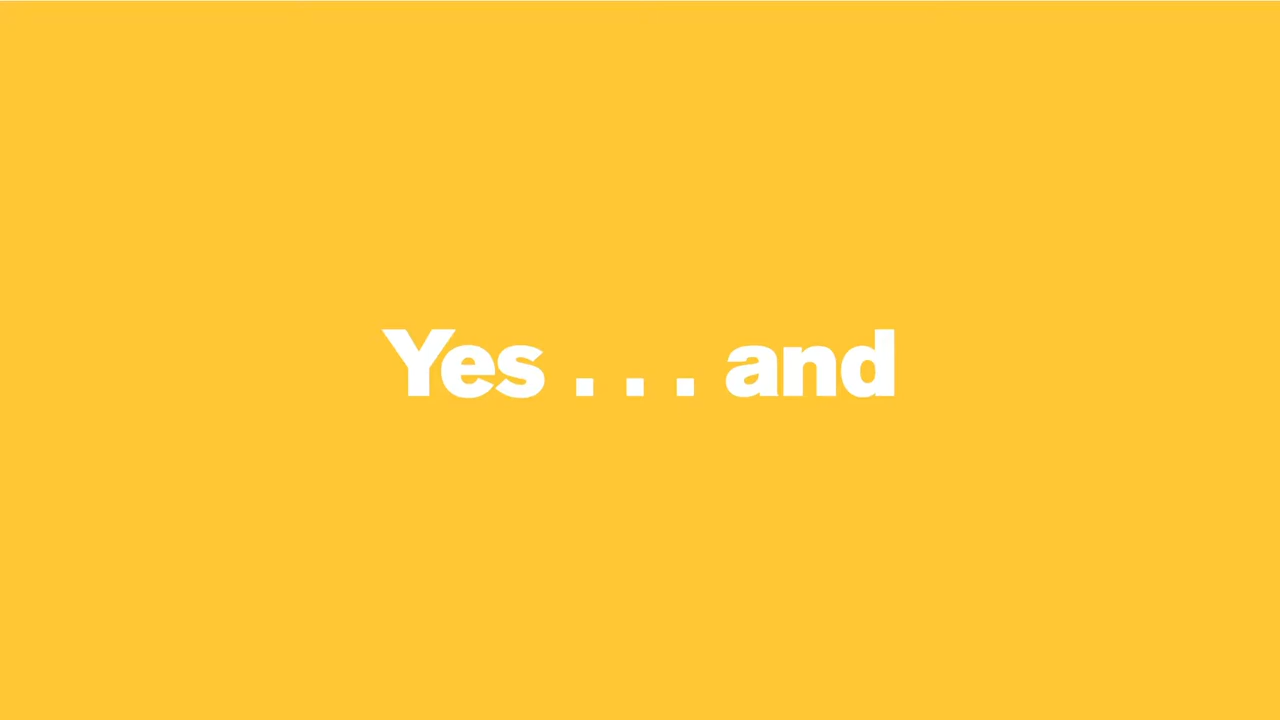 Yes . . . and